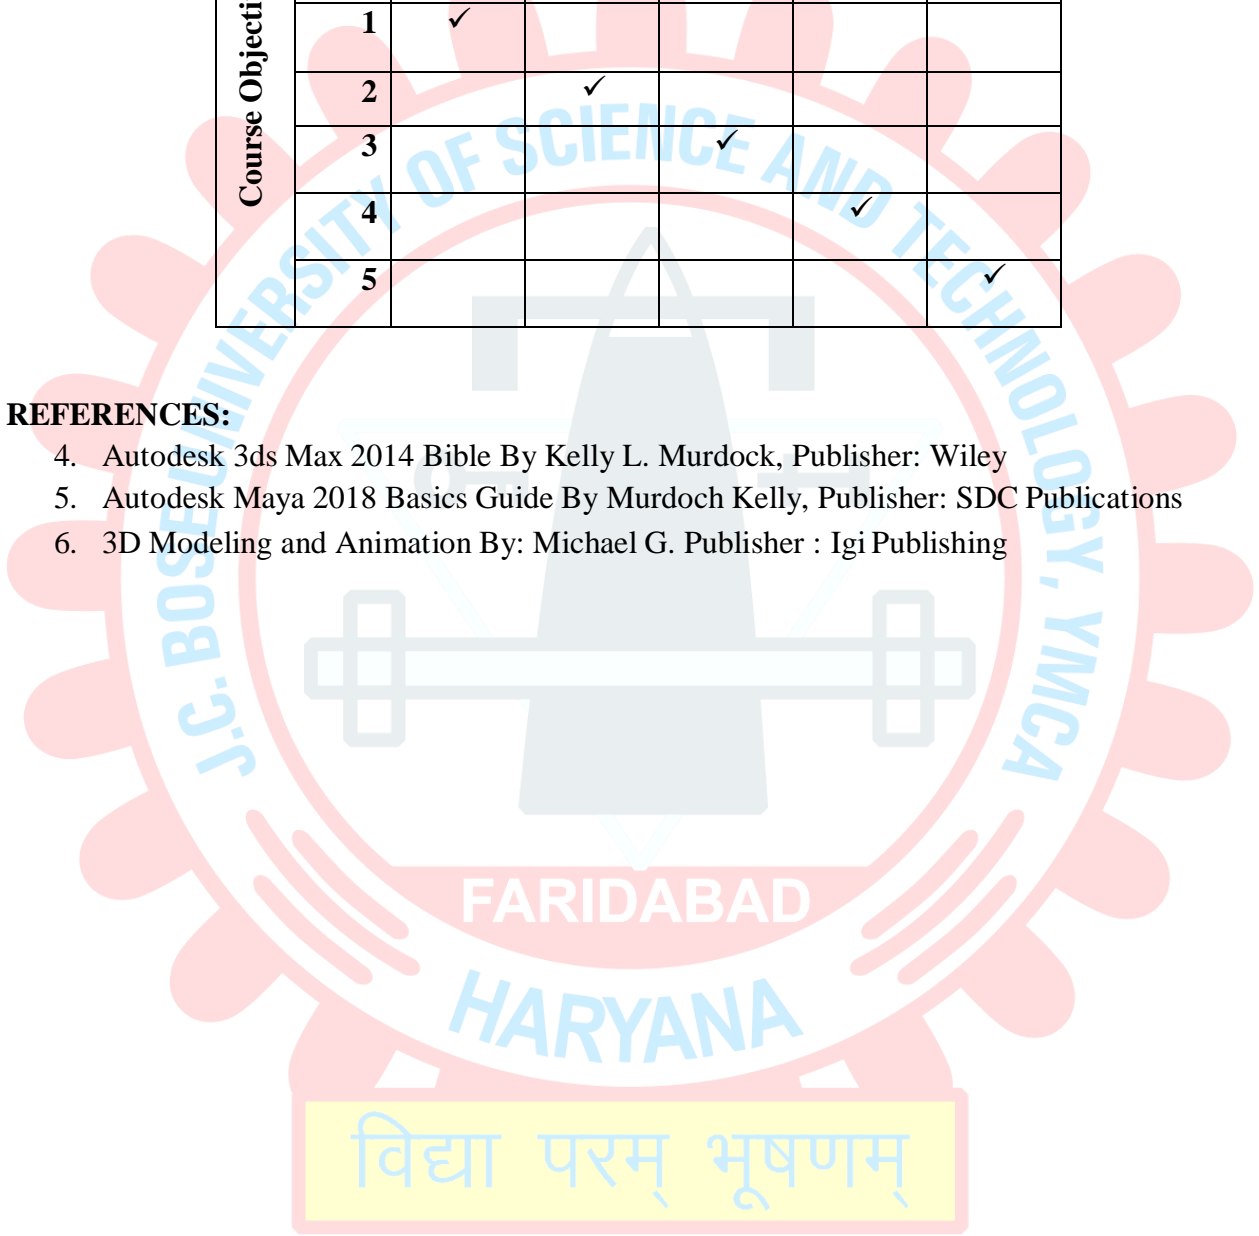 Course Objecti
1 ✓
2 ✓
3 ✓
4 ✓
5 ✓
REFERENCES:
4. Autodesk 3ds Max 2014 Bible By Kelly L. Murdock, Publisher: Wiley
5. Autodesk Maya 2018 Basics Guide By Murdoch Kelly, Publisher: SDC Publications
6. 3D Modeling and Animation By: Michael G. Publisher : Igi Publishing
J.C. BOSE UNIVERSITY OF SCIENCE AND TECHNOLOGY, YMCA
FARIDABAD
HARYANA
विद्या परम् भूषणम्